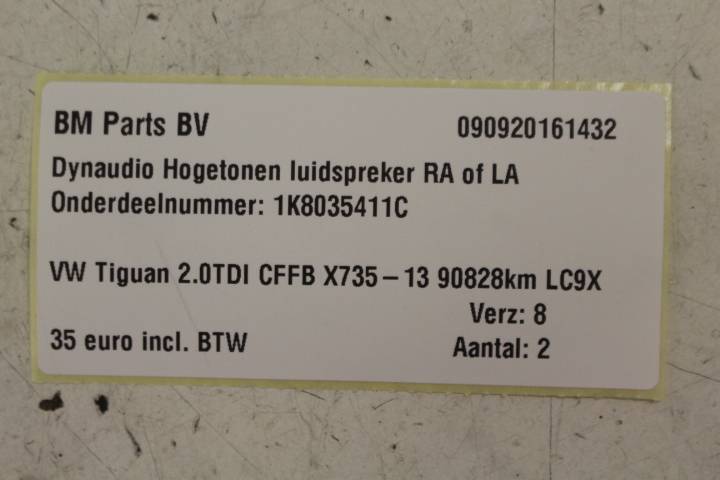 BM Parts BV 090920161432
Dynaudio Hogetonen luidspreker RA of LA
Onderdeelnummer: 1K8035411C
VW Tiguan 2.0TDI CFFB X735-13 90828km LC9X
Verz: 8
35 euro incl. BTW Aantal: 2